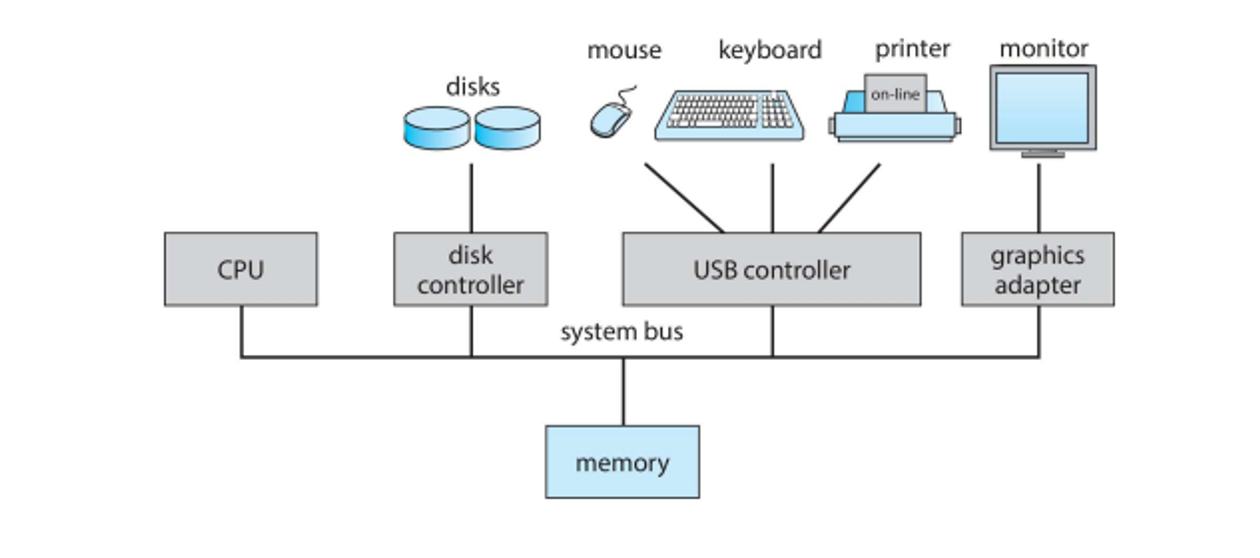 mouse
keyboard
printer
monitor
disks
on-line
CPU
disk
controller
USB controller
graphics
adapter
system bus
memory